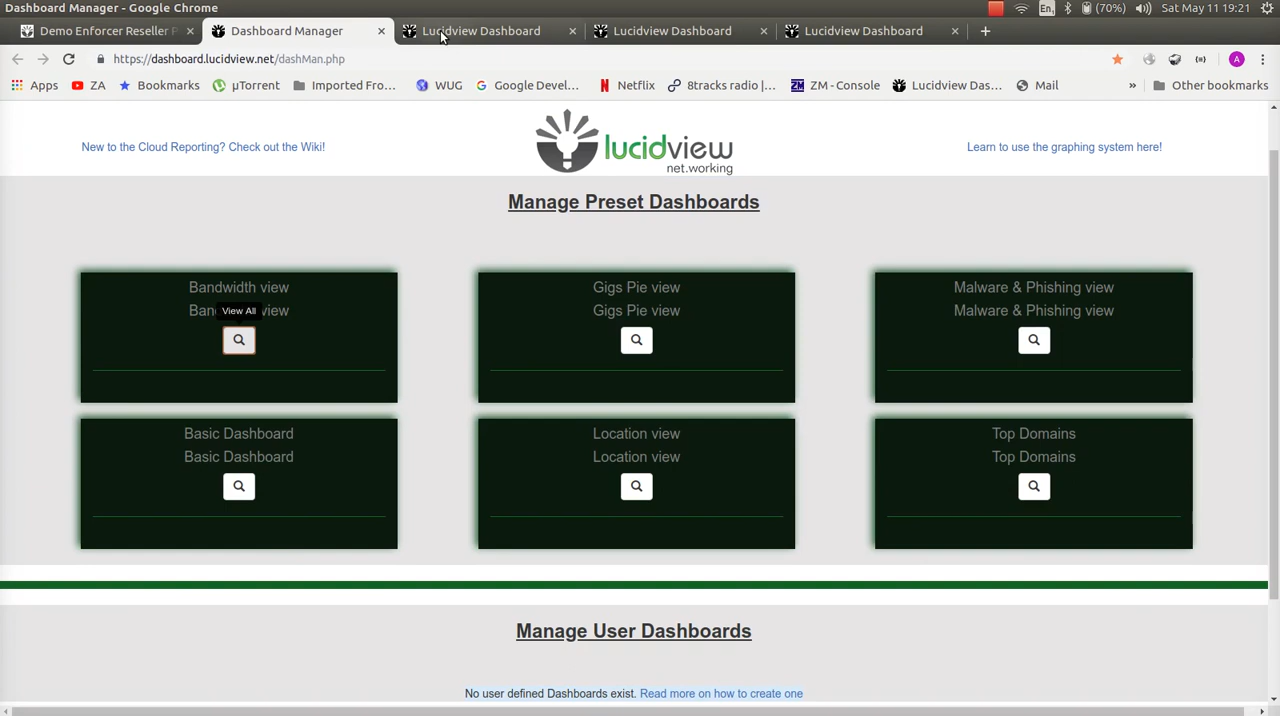 Dashboard Manager - Google Chrome
En
(70%)
Sat May 11 19:21
Demo Enforcer Reseller P
Dashboard Manager
Lucidview Dashboard
Lucidview Dashboard
Lucidview Dashboard
https://dashboard.lucidview.net/dashMan.php
A
Apps
ZA
Bookmarks
µTorrent
Imported Fro...
WUG
Google Devel...
Netflix
8tracks radio |...
ZM - Console
Lucidview Das...
Mail
»
Other bookmarks
New to the Cloud Reporting? Check out the Wiki!
lucidview
net.working
Learn to use the graphing system here!
Manage Preset Dashboards
Bandwidth view
Ban
View All
view
Gigs Pie view
Gigs Pie view
Malware & Phishing view
Malware & Phishing view
Basic Dashboard
Basic Dashboard
Location view
Location view
Top Domains
Top Domains
Manage User Dashboards
No user defined Dashboards exist. Read more on how to create one